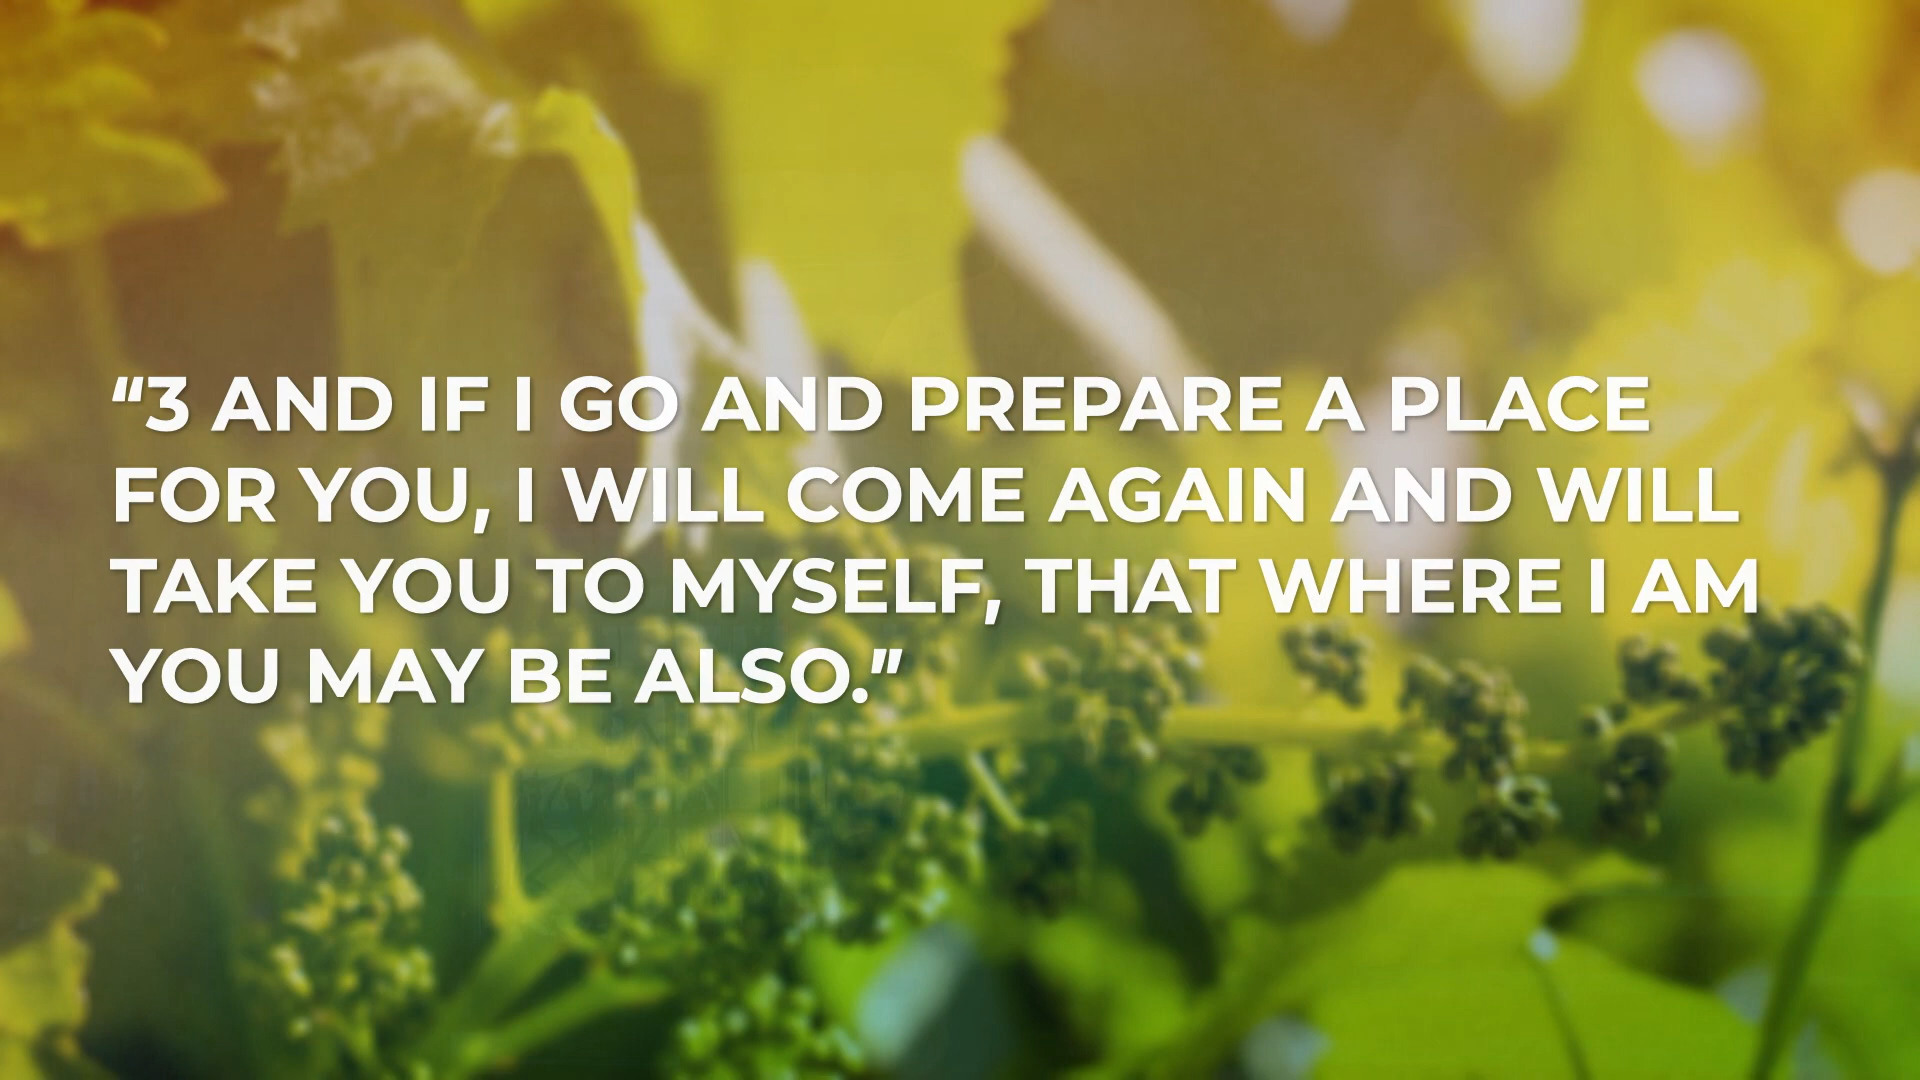 “3 AND IF I GO AND PREPARE A PLACE
FOR YOU, I WILL COME AGAIN AND WILL
TAKE YOU TO MYSELF, THAT WHERE I AM
YOU MAY BE ALSO.”